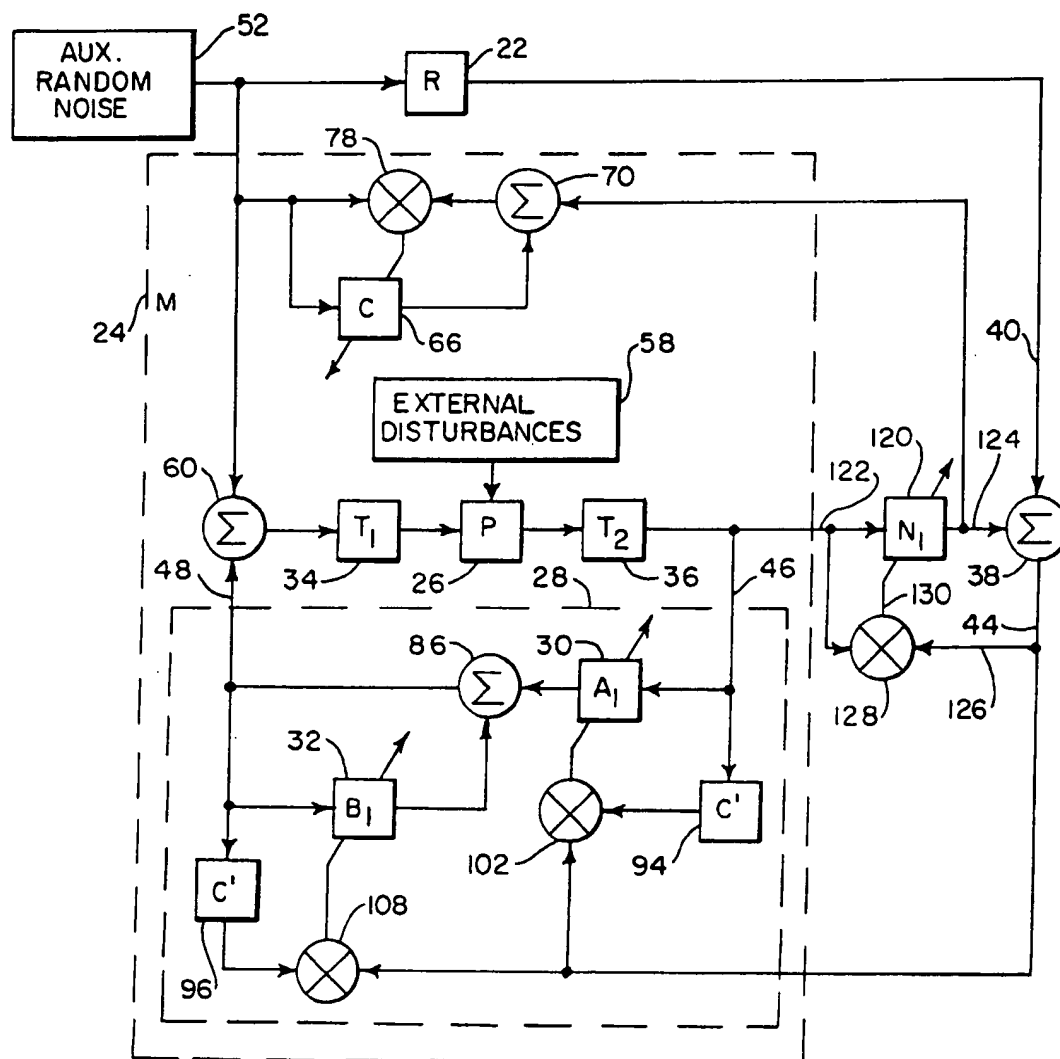 52
AUX.
RANDOM
NOISE
22
R
78
Σ
70
24
M
C
66
58
40
EXTERNAL
DISTURBANCES
60
Σ
T1
P
T2
122
120
N1
124
Σ
38
48
34
26
28
36
46
130
44
86
Σ
30
A1
128
126
32
B1
102
C'
94
C'
108
96